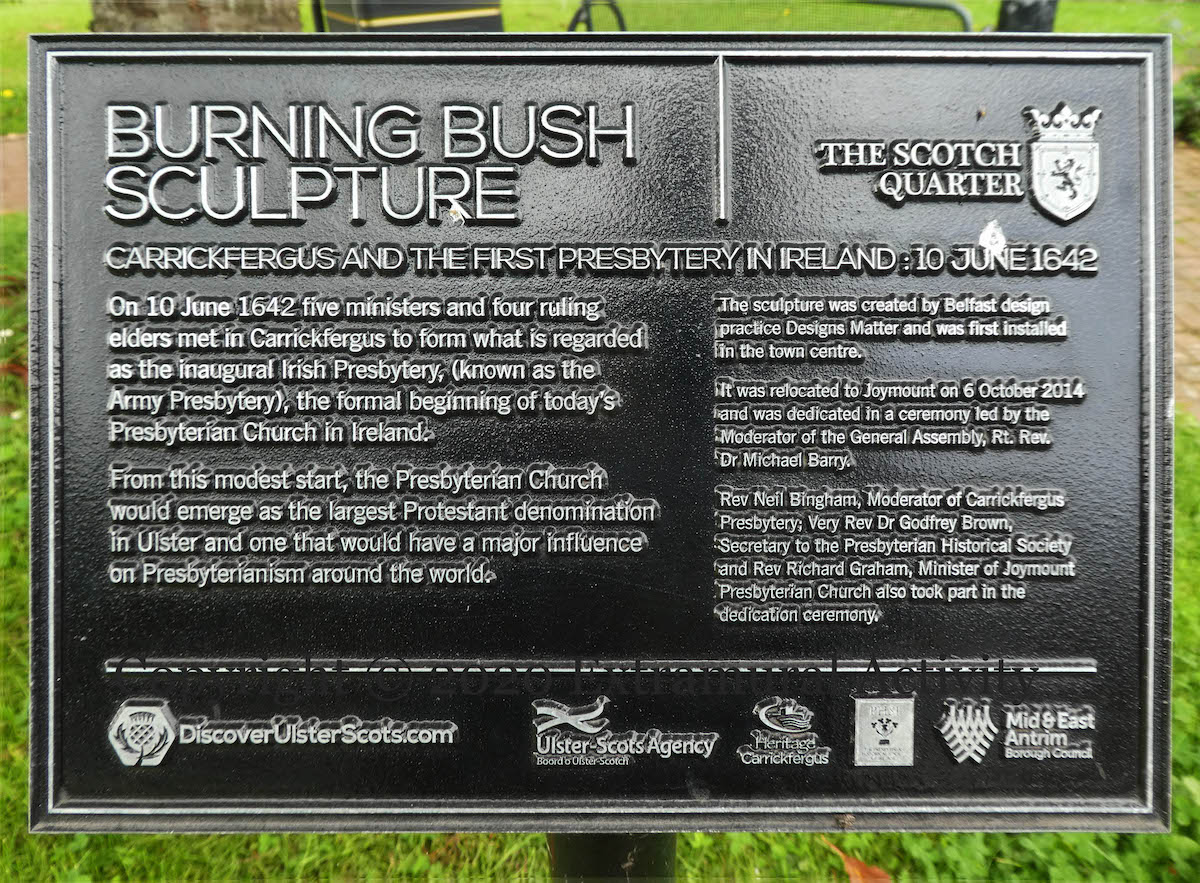 BURNING BUSH
SCULPTURE
THE SCOTCH
QUARTER
CARRICKFERGUS AND THE FIRST PRESBYTERY IN IRELAND : 10 JUNE 1642
On 10 June 1642 five ministers and four ruling
elders met in Carrickfergus to form what is regarded
as the inaugural Irish Presbytery, (known as the
Army Presbytery), the formal beginning of today's
Presbyterian Church in Ireland.
From this modest start, the Presbyterian Church
would emerge as the largest Protestant denomination
in Ulster and one that would have a major influence
on Presbyterianism around the world.
The sculpture was created by Belfast design
practice Designs Matter and was first installed
in the town centre.
It was relocated to Joymount on 6 October 2014
and was dedicated in a ceremony led by the
Moderator of the General Assembly, Rt. Rev.
Dr Michael Barry.
Rev Neil Bingham, Moderator of Carrickfergus
Presbytery; Very Rev Dr Godfrey Brown,
Secretary to the Presbyterian Historical Society
and Rev Richard Graham, Minister of Joymount
Presbyterian Church also took part in the
dedication ceremony.
Copyright © 2020 Extramural Activity
DiscoverUlsterScots.com
Ulster-Scots Agency
Boord o Ulstèr-Scotch
Heritage
Carrickfergus
Mid & East
Antrim
Borough Council